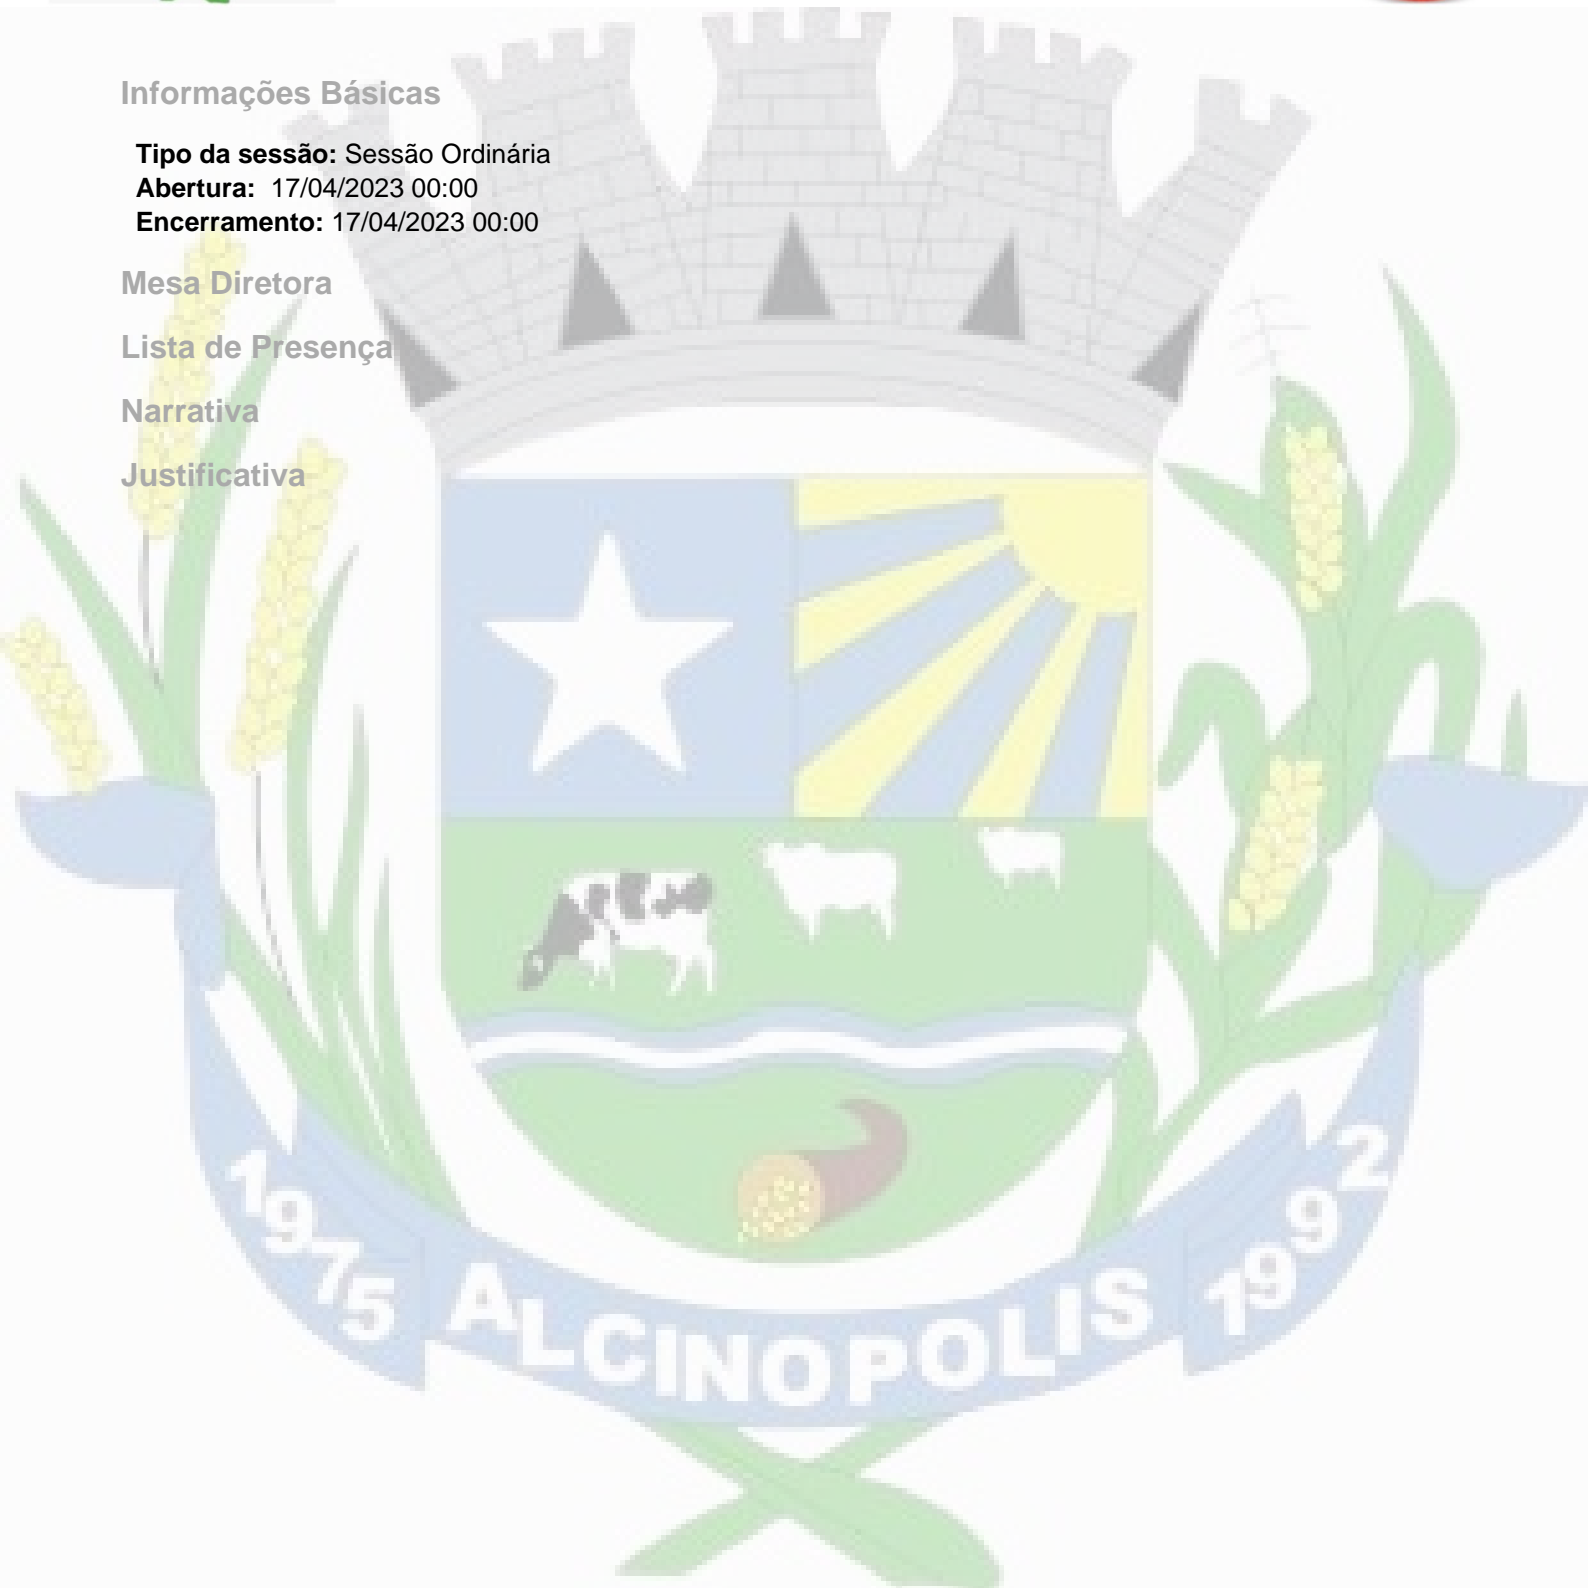 Informações Básicas
Tipo da sessão: Sessão Ordinária
Abertura: 17/04/2023 00:00
Encerramento: 17/04/2023 00:00
Mesa Diretora
Lista de Presença
Narrativa
Justificativa
1975 ALCINOPOLIS 1992